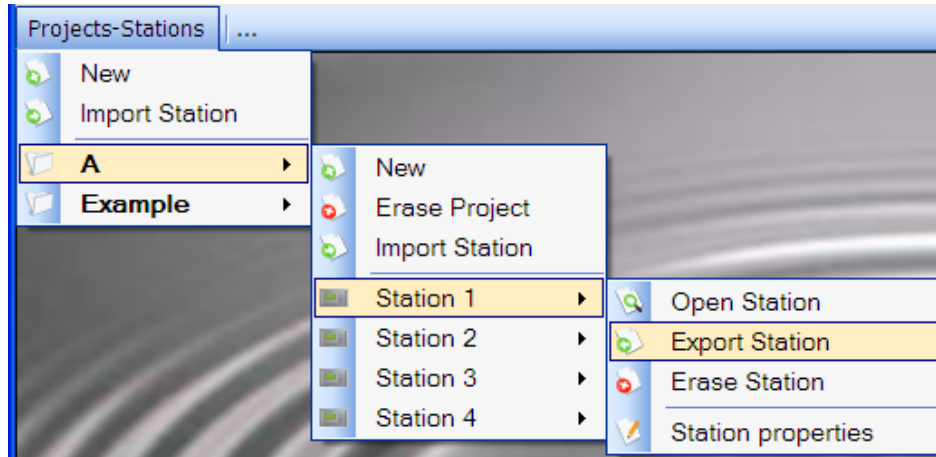 Projects-Stations ...
New
Import Station
A
Example
New
Erase Project
Import Station
Station 1
Station 2
Station 3
Station 4
Open Station
Export Station
Erase Station
Station properties